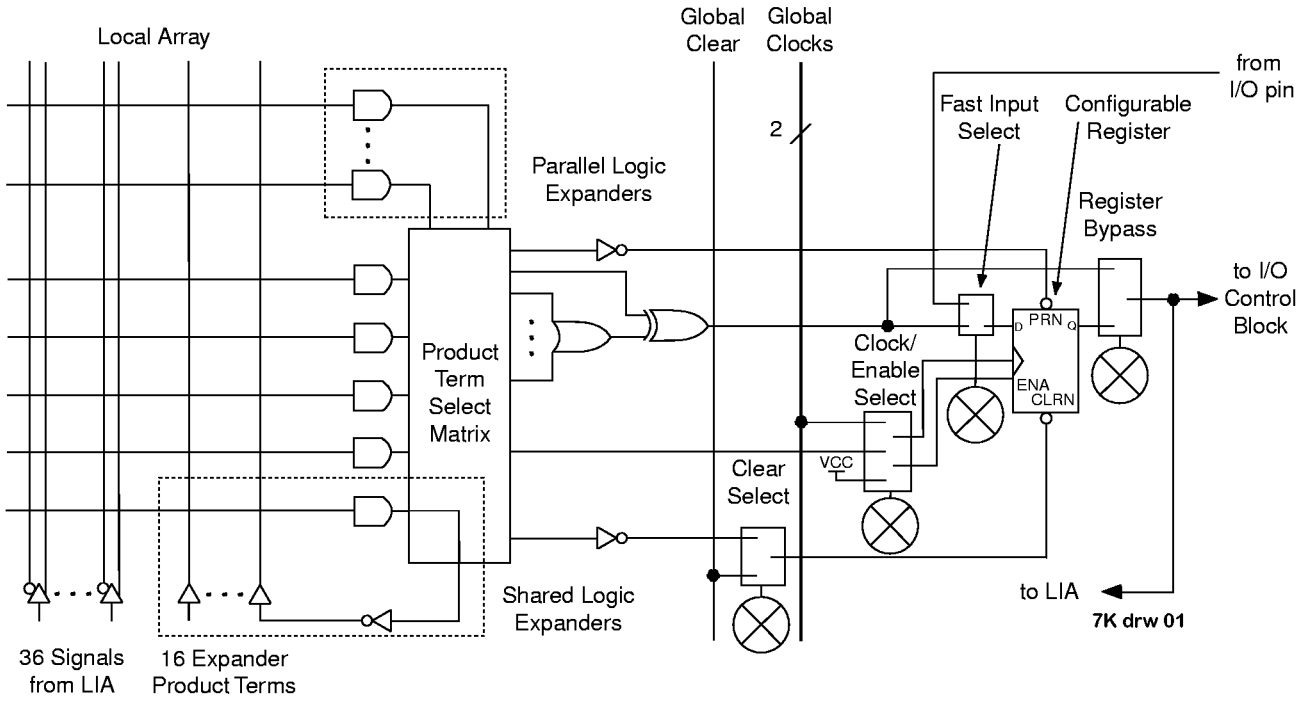 Local Array
Global
Clear
Global
Clocks
2
from
I/O pin
Fast Input
Select
Configurable
Register
Parallel Logic
Expanders
Register
Bypass
to I/O
Control
Block
Product
Term
Select
Matrix
D
PRN
Q
ENA
CLRN
Clock/
Enable
Select
VCC
Clear
Select
Shared Logic
Expanders
to LIA
7K drw 01
36 Signals
from LIA
16 Expander
Product Terms